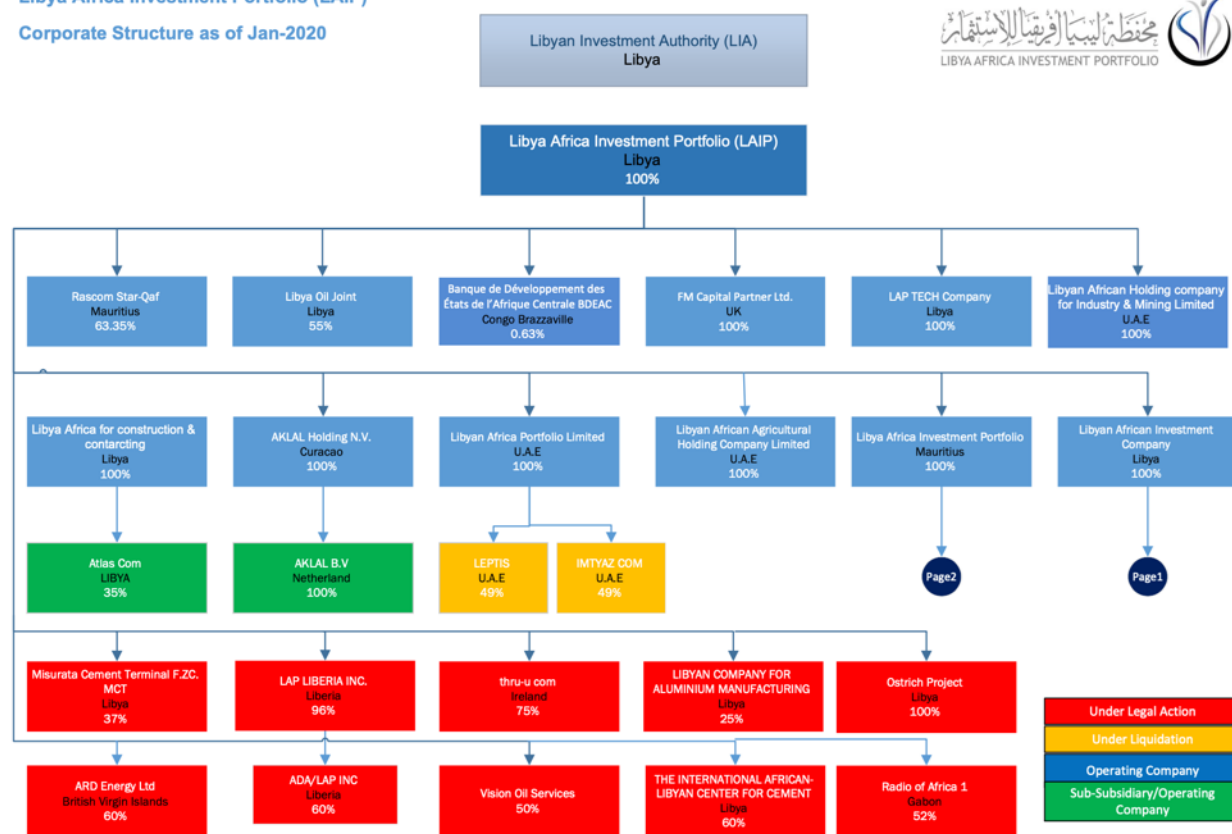 Libya Africa Investment Portfolio (LAIP)
Corporate Structure as of Jan-2020
محفظة ليبيا أفريقيا للاستثمار
LIBYA AFRICA INVESTMENT PORTFOLIO
Libyan Investment Authority (LIA)
Libya
Libya Africa Investment Portfolio (LAIP)
Libya
100%
Rascom Star-Qaf
Mauritius
63.35%
Libya Oil Joint
Libya
55%
Banque de Développement des
États de l'Afrique Centrale BDEAC
Congo Brazzaville
0.63%
FM Capital Partner Ltd.
UK
100%
LAP TECH Company
Libya
100%
Libyan African Holding company
for Industry & Mining Limited
U.A.E
100%
Libya Africa for construction &
contarcting
Libya
100%
AKLAL Holding N.V.
Curacao
100%
Libyan Africa Portfolio Limited
U.A.E
100%
Libyan African Agricultural
Holding Company Limited
U.A.E
100%
Libya Africa Investment Portfolio
Mauritius
100%
Libyan African Investment
Company
Libya
100%
Atlas Com
LIBYA
35%
AKLAL B.V
Netherland
100%
LEPTIS
U.A.E
49%
IMTYAZ COM
U.A.E
49%
Page2
Page1
Misurata Cement Terminal F.ZC.
MCT
Libya
37%
LAP LIBERIA INC.
Liberia
96%
thru-u com
Ireland
75%
LIBYAN COMPANY FOR
ALUMINIUM MANUFACTURING
Libya
25%
Ostrich Project
Libya
100%
ARD Energy Ltd
British Virgin Islands
60%
ADA/LAP INC
Liberia
60%
Vision Oil Services
50%
THE INTERNATIONAL AFRICAN-
LIBYAN CENTER FOR CEMENT
Libya
60%
Radio of Africa 1
Gabon
52%
Under Legal Action
Under Liquidation
Operating Company
Sub-Subsidiary/Operating
Company